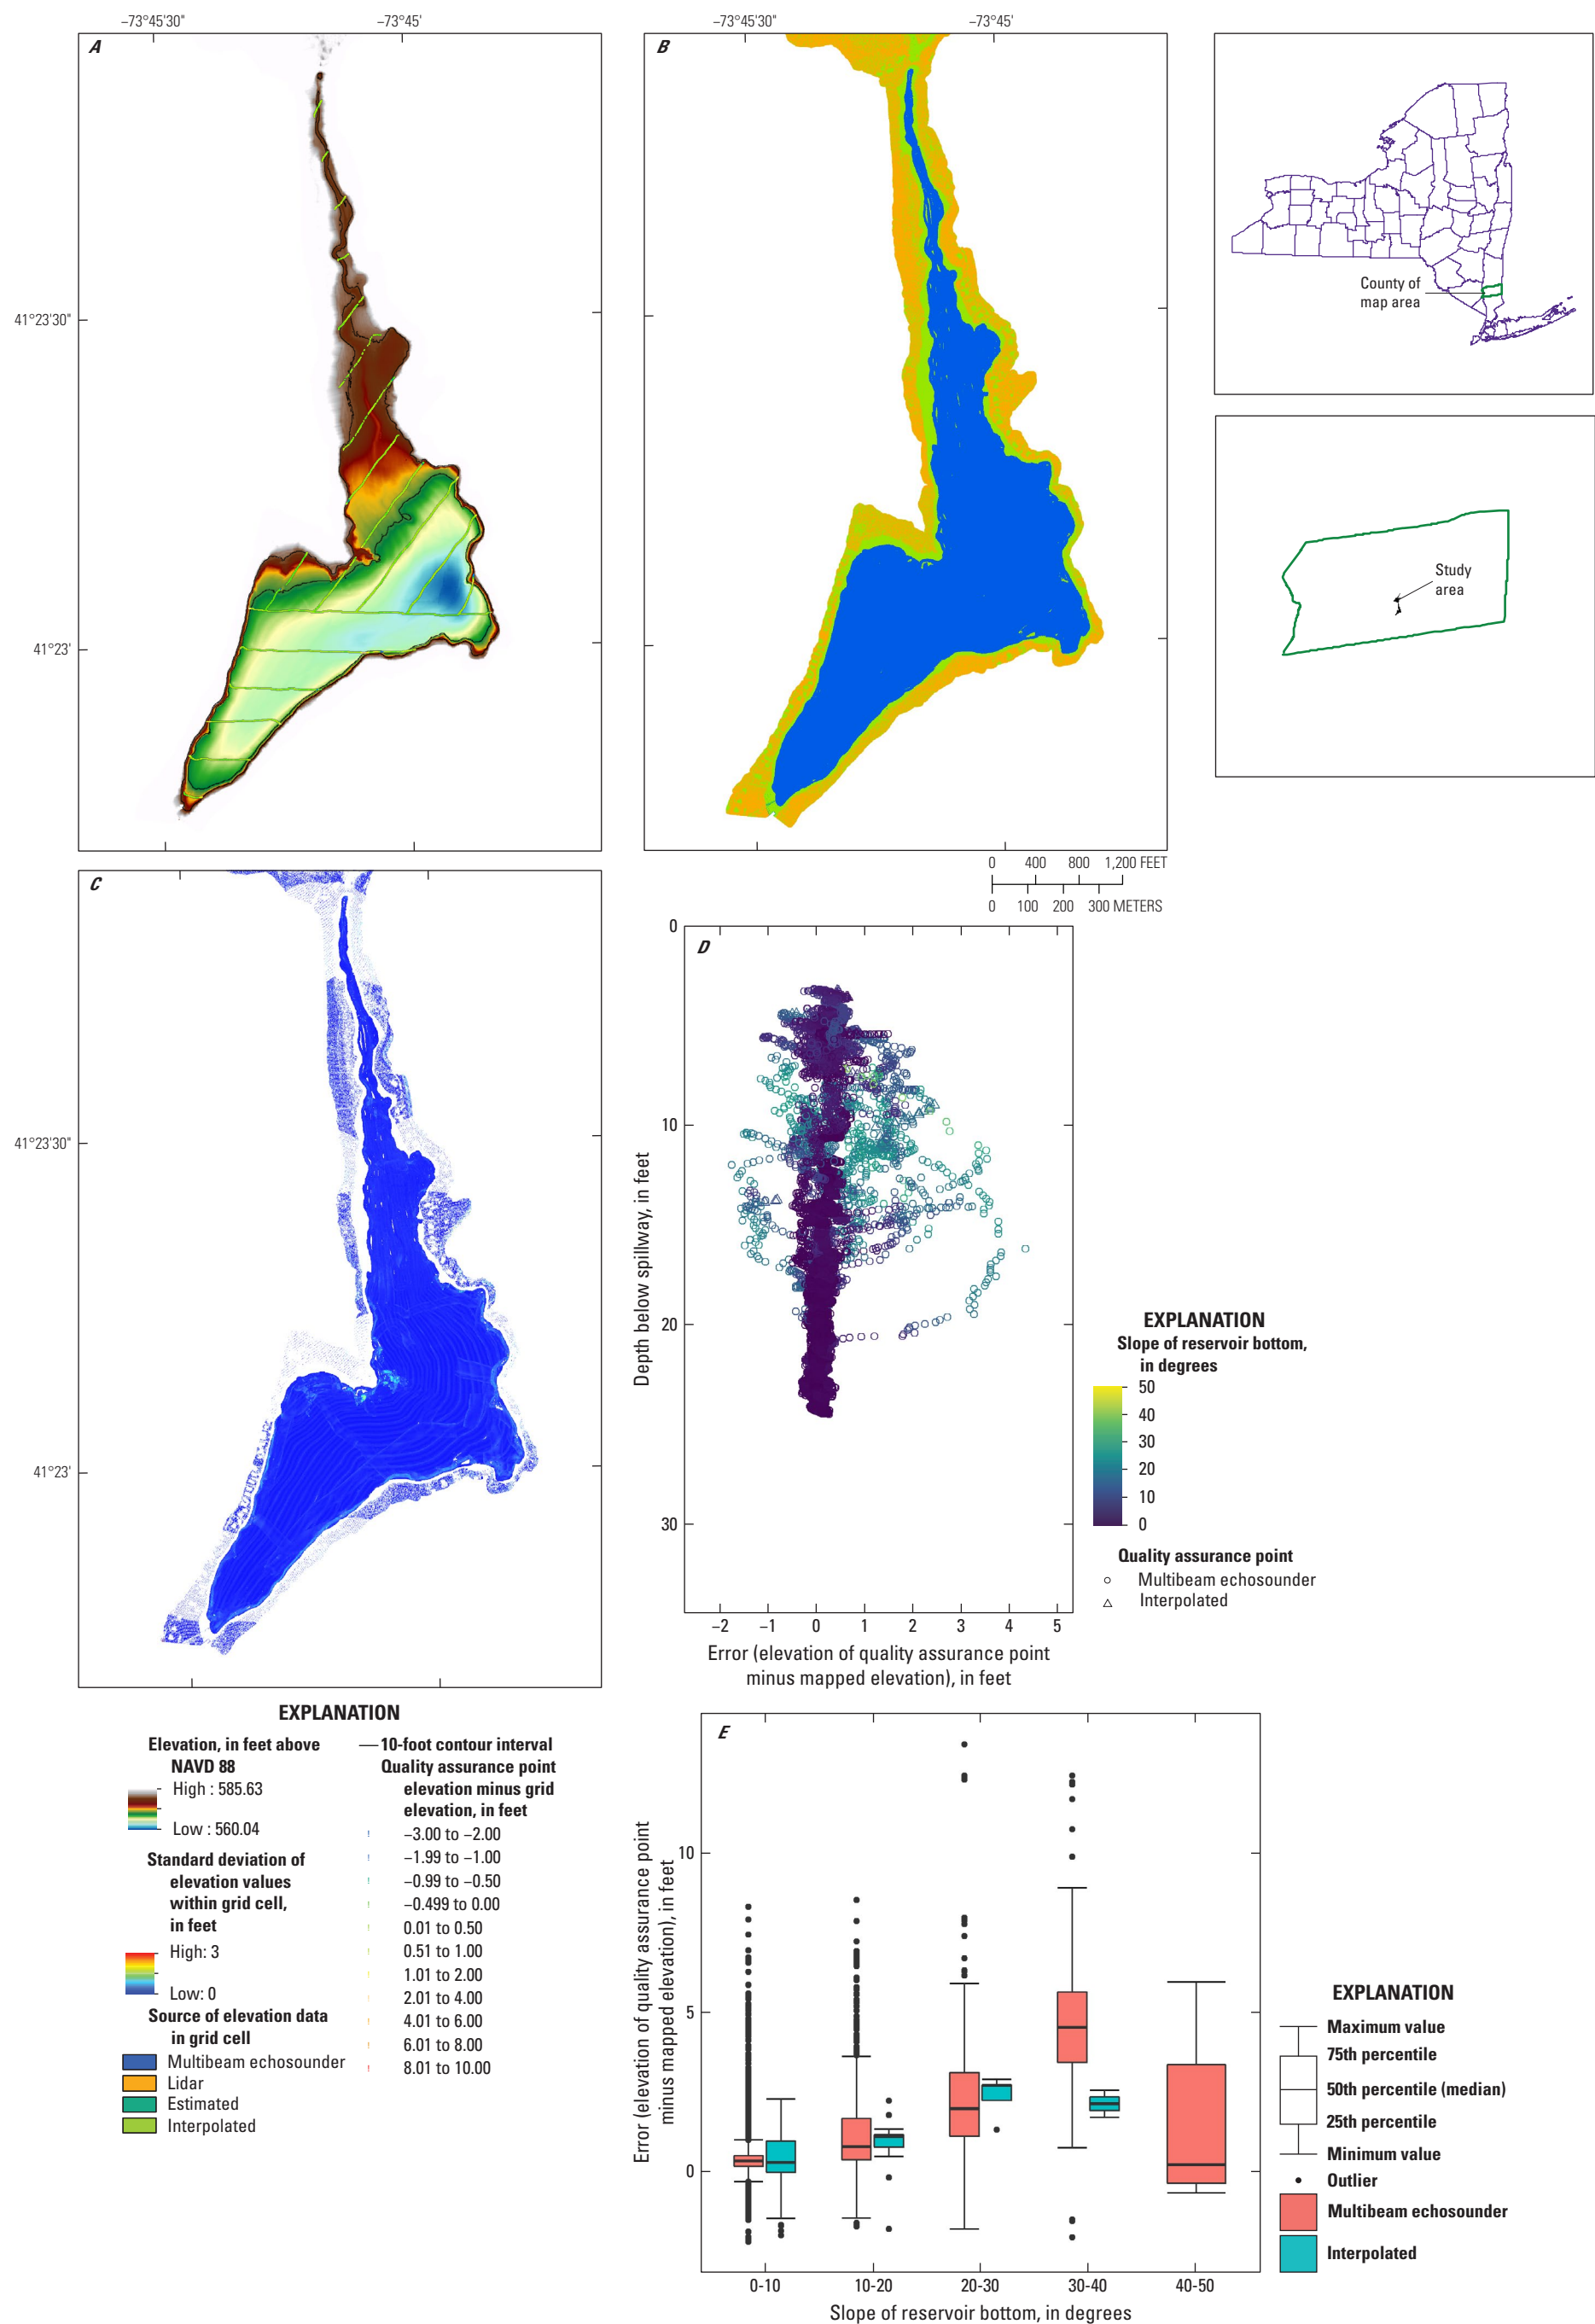 −73°45'30"
−73°45'
−73°45'30"
−73°45'
A
B
41°23'30"
41°23'
County of
map area
Study
area
0 400 800 1,200 FEET
0 100 200 300 METERS
C
41°23'30"
41°23'
D
0
10
20
30
Depth below spillway, in feet
−2 −1 0 1 2 3 4 5
Error (elevation of quality assurance point
minus mapped elevation), in feet
EXPLANATION
Slope of reservoir bottom,
in degrees
50
40
30
20
10
0
Quality assurance point
Multibeam echosounder
Interpolated
EXPLANATION
Elevation, in feet above
NAVD 88
High : 585.63
Low : 560.04
Standard deviation of
elevation values
within grid cell,
in feet
High: 3
Low: 0
Source of elevation data
in grid cell
Multibeam echosounder
Lidar
Estimated
Interpolated
10-foot contour interval
Quality assurance point
elevation minus grid
elevation, in feet
−3.00 to −2.00
−1.99 to −1.00
−0.99 to −0.50
−0.499 to 0.00
0.01 to 0.50
0.51 to 1.00
1.01 to 2.00
2.01 to 4.00
4.01 to 6.00
6.01 to 8.00
8.01 to 10.00
E
Error (elevation of quality assurance point
minus mapped elevation), in feet
10
5
0
0-10 10-20 20-30 30-40 40-50
Slope of reservoir bottom, in degrees
EXPLANATION
Maximum value
75th percentile
50th percentile (median)
25th percentile
Minimum value
Outlier
Multibeam echosounder
Interpolated